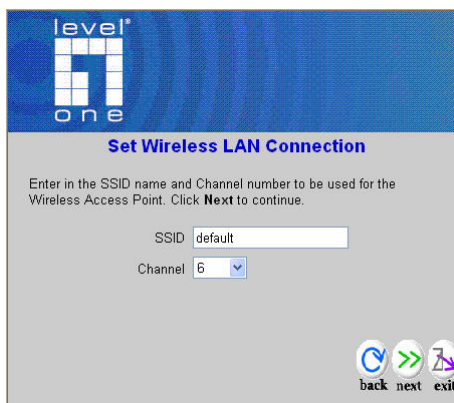 level®
one
Set Wireless LAN Connection
Enter in the SSID name and Channel number to be used for the
Wireless Access Point. Click Next to continue.
SSID default
Channel 6
back next exit